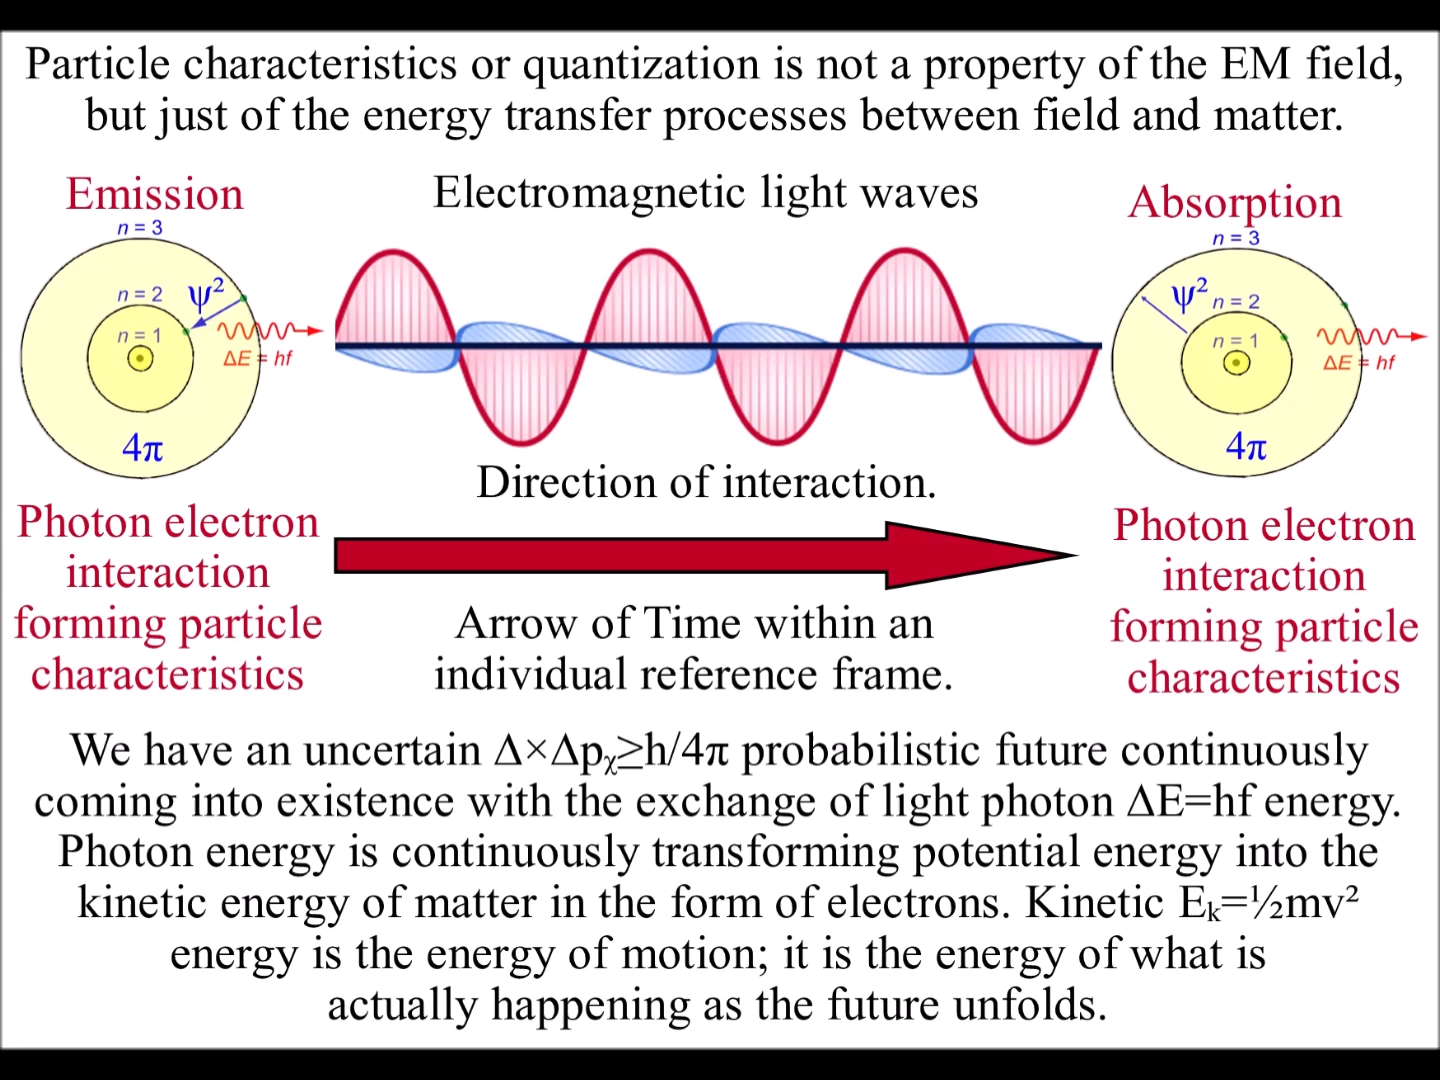 Particle characteristics or quantization is not a property of the EM field,
but just of the energy transfer processes between field and matter.
Emission
n = 3
n = 2
ψ²
n = 1
ΔE = hf
4π
Electromagnetic light waves
Absorption
n = 3
ψ²
n = 2
n = 1
ΔE = hf
4π
Direction of interaction.
Photon electron
interaction
forming particle
characteristics
Arrow of Time within an
individual reference frame.
Photon electron
interaction
forming particle
characteristics
We have an uncertain Δ×Δpᵪ≥h/4π probabilistic future continuously
coming into existence with the exchange of light photon ΔE=hf energy.
Photon energy is continuously transforming potential energy into the
kinetic energy of matter in the form of electrons. Kinetic Eₖ=½mv²
energy is the energy of motion; it is the energy of what is
actually happening as the future unfolds.